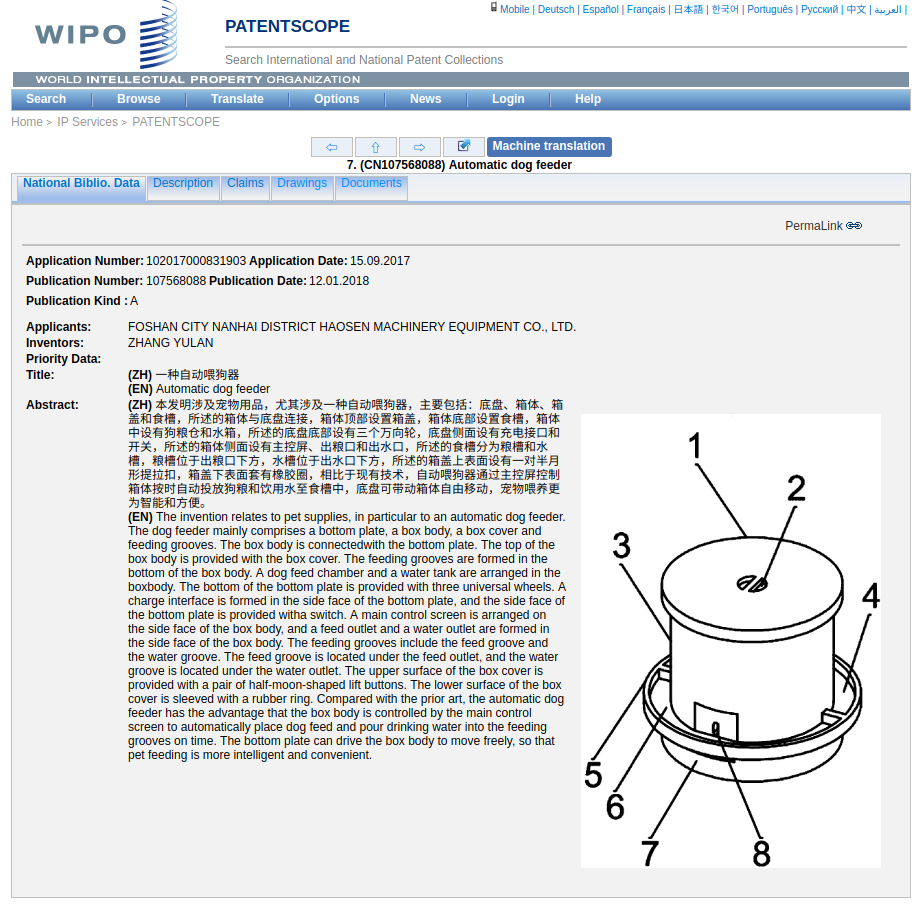 Mobile | Deutsch | Español | Français | 日本語 | 한국어 | Português | Русский | 中文 | العربية |
WIPO
PATENTSCOPE
Search International and National Patent Collections
WORLD INTELLECTUAL PROPERTY ORGANIZATION
Search Browse Translate Options News Login Help
Home > IP Services > PATENTSCOPE
Machine translation
7. (CN107568088) Automatic dog feeder
National Biblio. Data Description Claims Drawings Documents
PermaLink
Application Number: 102017000831903 Application Date: 15.09.2017
Publication Number: 107568088 Publication Date: 12.01.2018
Publication Kind : A
Applicants: FOSHAN CITY NANHAI DISTRICT HAOSEN MACHINERY EQUIPMENT CO., LTD.
Inventors: ZHANG YULAN
Priority Data:
Title: (ZH) 一种自动喂狗器
(EN) Automatic dog feeder
Abstract: (ZH) 本发明涉及宠物用品，尤其涉及一种自动喂狗器，主要包括：底盘、箱体、箱
盖和食槽，所述的箱体与底盘连接，箱体顶部设置箱盖，箱体底部设置食槽，箱体
中设有狗粮仓和水箱，所述的底盘底部设有三个万向轮，底盘侧面设有充电接口和
开关，所述的箱体侧面设有主控屏、出粮口和出水口，所述的食槽分为粮槽和水
槽，粮槽位于出粮口下方，水槽位于出水口下方，所述的箱盖上表面设有一对半月
形提拉扣，箱盖下表面套有橡胶圈，相比于现有技术，自动喂狗器通过主控屏控制
箱体按时自动投放狗粮和饮用水至食槽中，底盘可带动箱体自由移动，宠物喂养更
为智能和方便。
(EN) The invention relates to pet supplies, in particular to an automatic dog feeder.
The dog feeder mainly comprises a bottom plate, a box body, a box cover and
feeding grooves. The box body is connectedwith the bottom plate. The top of the
box body is provided with the box cover. The feeding grooves are formed in the
bottom of the box body. A dog feed chamber and a water tank are arranged in the
boxbody. The bottom of the bottom plate is provided with three universal wheels. A
charge interface is formed in the side face of the bottom plate, and the side face of
the bottom plate is provided witha switch. A main control screen is arranged on
the side face of the box body, and a feed outlet and a water outlet are formed in
the side face of the box body. The feeding grooves include the feed groove and
the water groove. The feed groove is located under the feed outlet, and the water
groove is located under the water outlet. The upper surface of the box cover is
provided with a pair of half-moon-shaped lift buttons. The lower surface of the box
cover is sleeved with a rubber ring. Compared with the prior art, the automatic dog
feeder has the advantage that the box body is controlled by the main control
screen to automatically place dog feed and pour drinking water into the feeding
grooves on time. The bottom plate can drive the box body to move freely, so that
pet feeding is more intelligent and convenient.
1
2
3
4
5
6
7
8